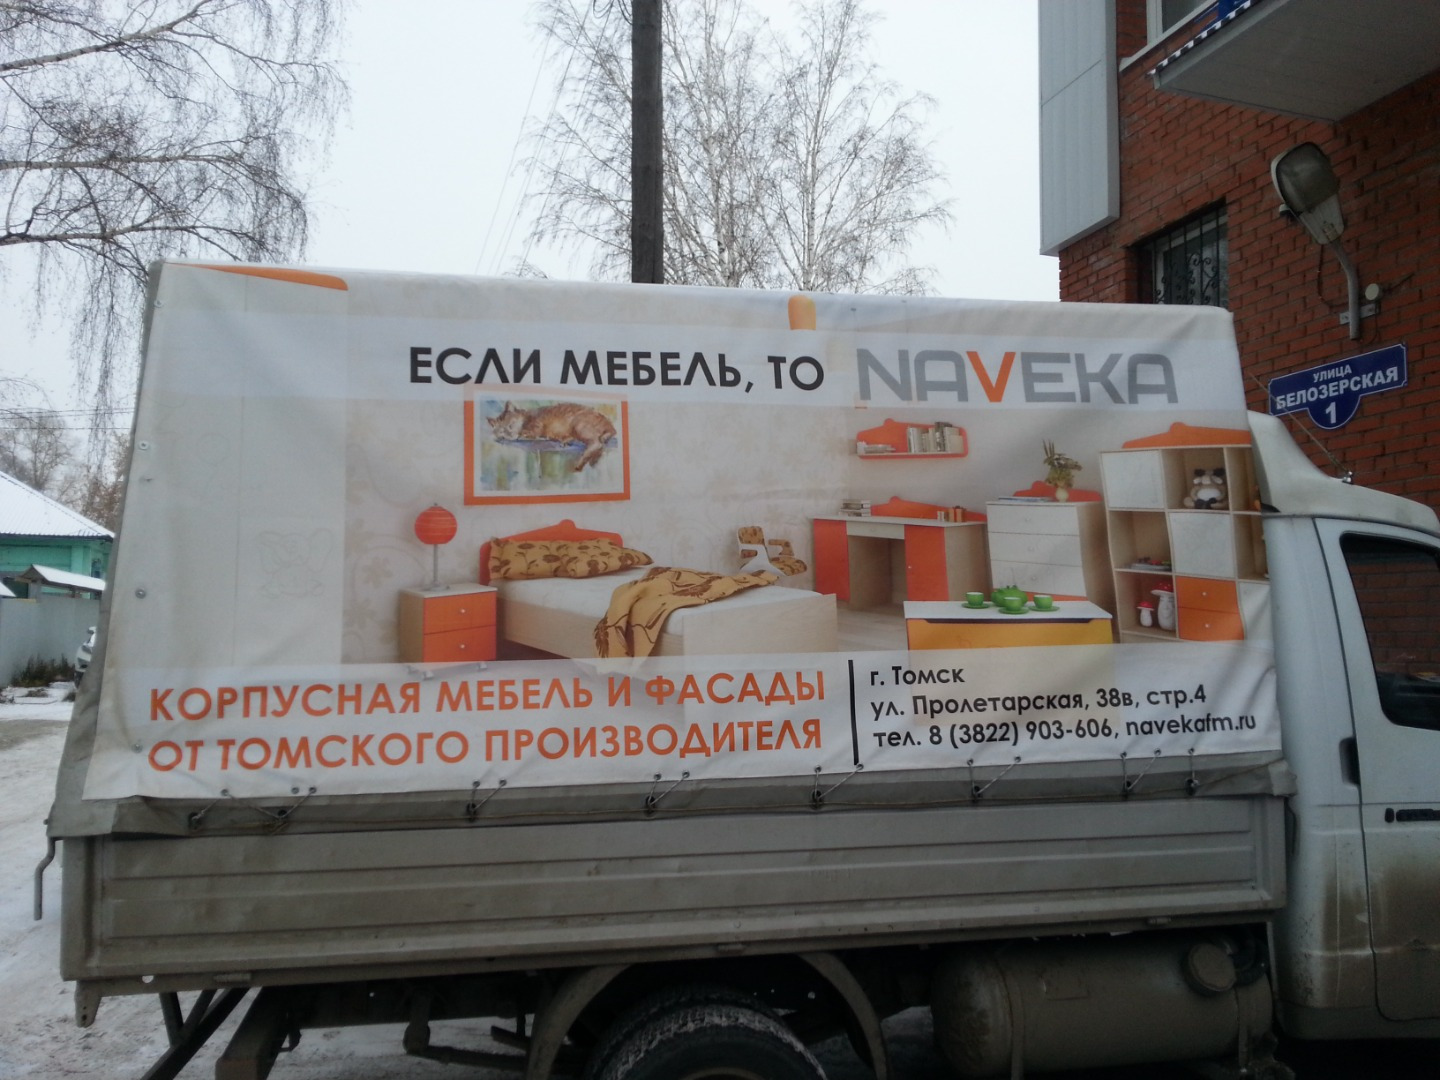 ЕСЛИ МЕБЕЛЬ, ТО NAVEKA
КОРПУСНАЯ МЕБЕЛЬ И ФАСАДЫ
ОТ ТОМСКОГО ПРОИЗВОДИТЕЛЯ
г. Томск
ул. Пролетарская, 38в, стр.4
тел. 8 (3822) 903-606, navekafm.ru
УЛИЦА
БЕЛОЗЕРСКАЯ
1